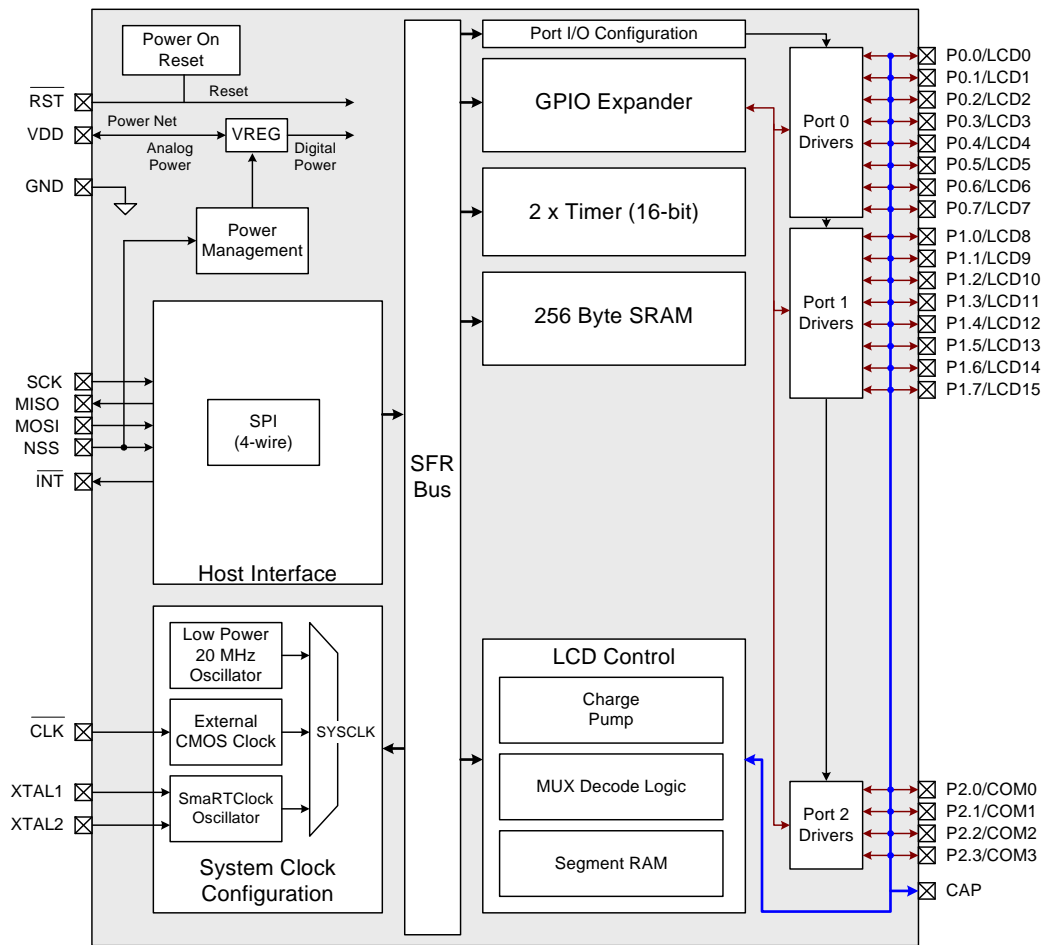 Power On
Reset
RST
Reset
VDD
Power Net
VREG
Analog
Power
Digital
Power
GND
Power
Management
SCK
MISO
MOSI
NSS
INT
SPI
(4-wire)
Host Interface
Low Power
20 MHz
Oscillator
CLK
External
CMOS Clock
SYSCLK
XTAL1
XTAL2
SmaRTClock
Oscillator
System Clock
Configuration
SFR
Bus
Port I/O Configuration
GPIO Expander
2 x Timer (16-bit)
256 Byte SRAM
LCD Control
Charge
Pump
MUX Decode Logic
Segment RAM
Port 0
Drivers
Port 1
Drivers
Port 2
Drivers
P0.0/LCD0
P0.1/LCD1
P0.2/LCD2
P0.3/LCD3
P0.4/LCD4
P0.5/LCD5
P0.6/LCD6
P0.7/LCD7
P1.0/LCD8
P1.1/LCD9
P1.2/LCD10
P1.3/LCD11
P1.4/LCD12
P1.5/LCD13
P1.6/LCD14
P1.7/LCD15
P2.0/COM0
P2.1/COM1
P2.2/COM2
P2.3/COM3
CAP